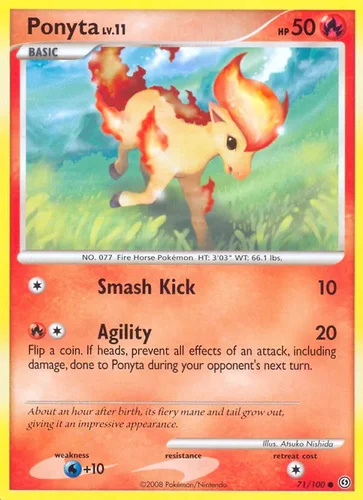 Ponyta LV.11 HP 50
BASIC
NO. 077 Fire Horse Pokémon HT: 3'03" WT: 66.1 lbs.
Smash Kick 10
Agility 20
Flip a coin. If heads, prevent all effects of an attack, including
damage, done to Ponyta during your opponent's next turn.
About an hour after birth, its fiery mane and tail grow out,
giving it an impressive appearance.
Illus. Atsuko Nishida
weakness resistance retreat cost
+10
©2008 Pokémon/Nintendo 71/100